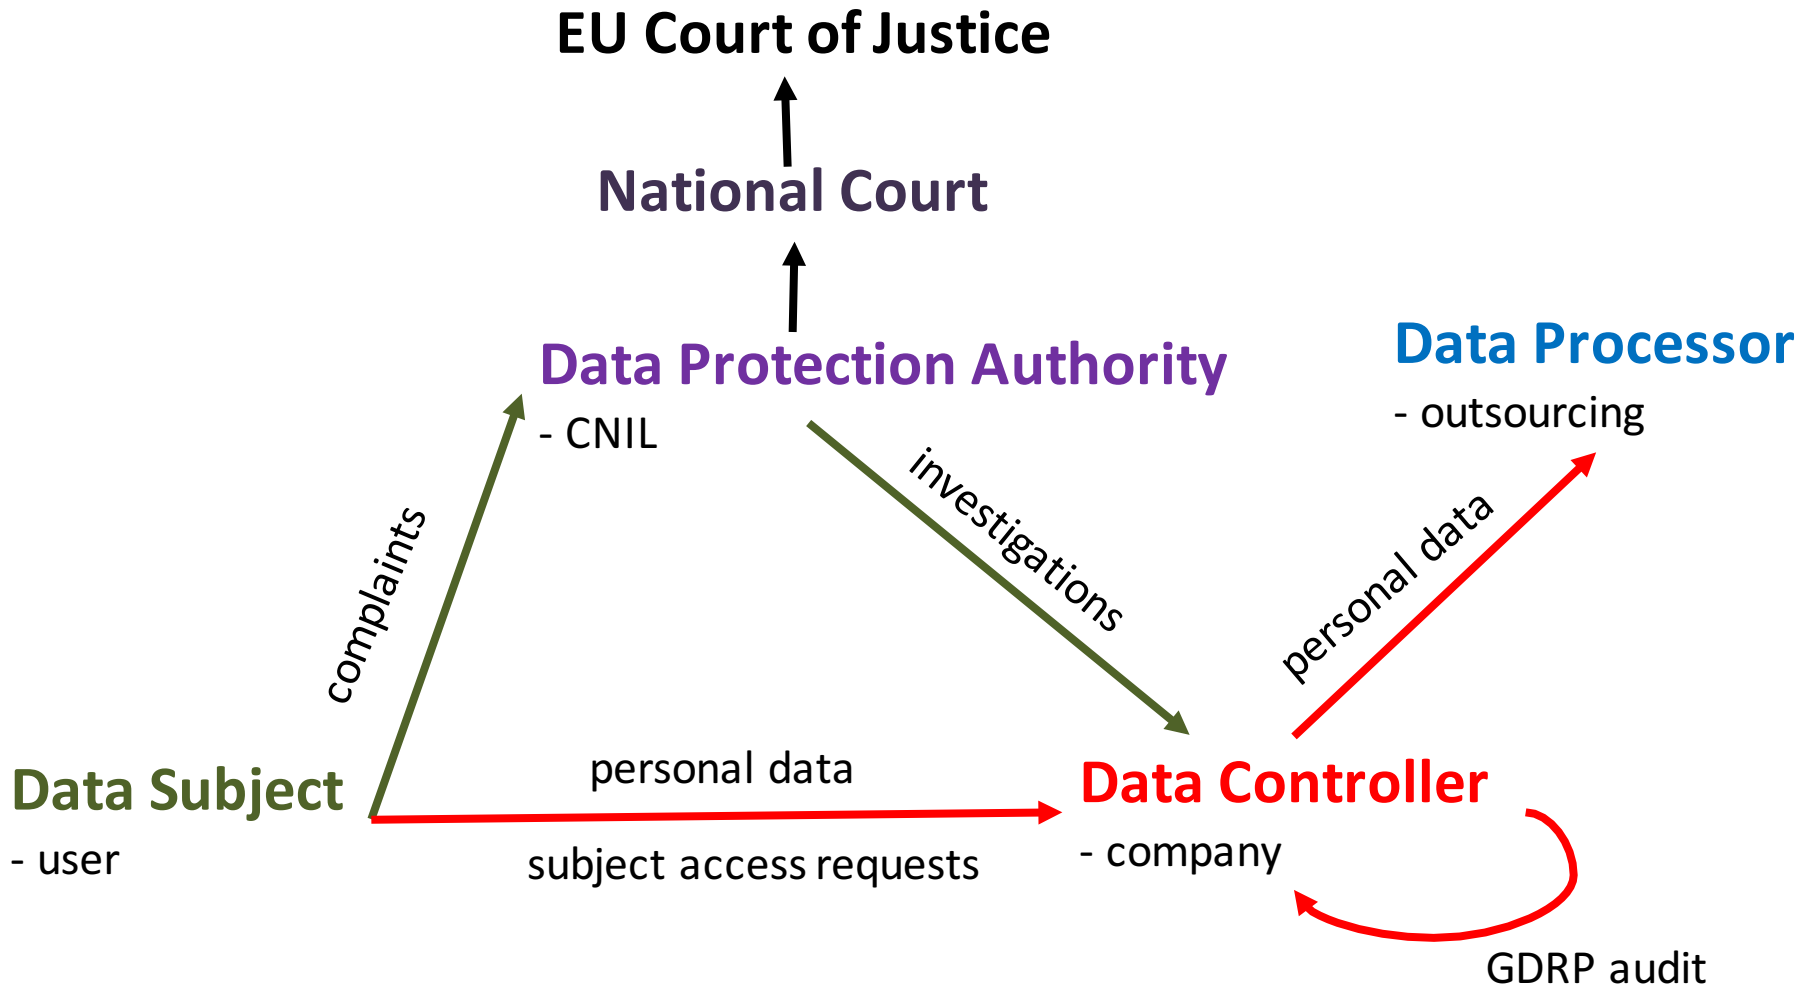 EU Court of Justice
National Court
Data Protection Authority
- CNIL
Data Processor
- outsourcing
complaints
investigations
personal data
Data Subject
- user
personal data
subject access requests
Data Controller
- company
GDRP audit